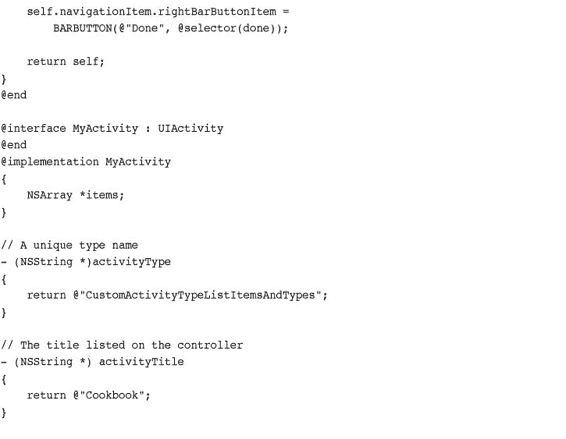 self.navigationItem.rightBarButtonItem =
        BARBUTTON(@"Done", @selector(done));

    return self;
}
@end

@interface MyActivity : UIActivity
@end
@implementation MyActivity
{
    NSArray *items;
}

// A unique type name
- (NSString *)activityType
{
    return @"CustomActivityTypeListItemsAndTypes";
}

// The title listed on the controller
- (NSString *) activityTitle
{
    return @"Cookbook";
}